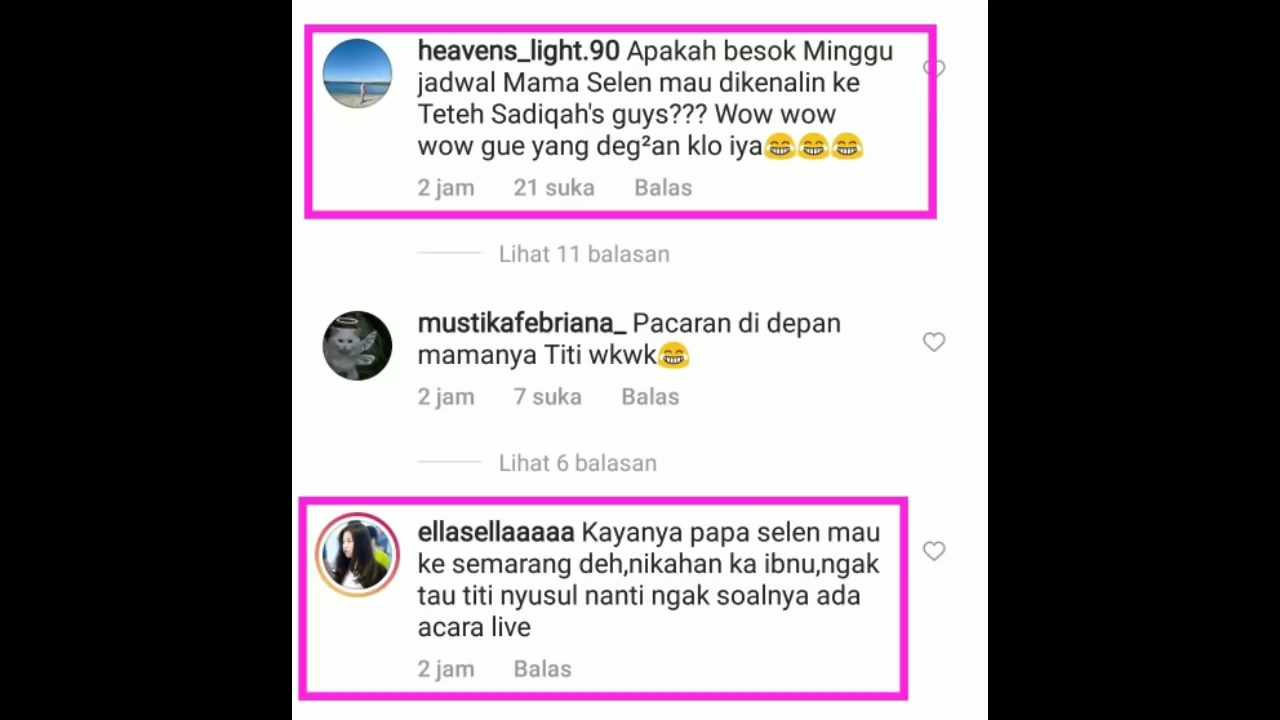 heavens_light.90 Apakah besok Minggu
jadwal Mama Selen mau dikenalin ke
Teteh Sadiqah's guys??? Wow wow
wow gue yang deg²an klo iya😂😂😂
2 jam 21 suka Balas
Lihat 11 balasan
mustikafebriana_ Pacaran di depan
mamanya Titi wkwk😂
2 jam 7 suka Balas
Lihat 6 balasan
ellasellaaaaa Kayanya papa selen mau
ke semarang deh,nikahan ka ibnu,ngak
tau titi nyusul nanti ngak soalnya ada
acara live
2 jam Balas